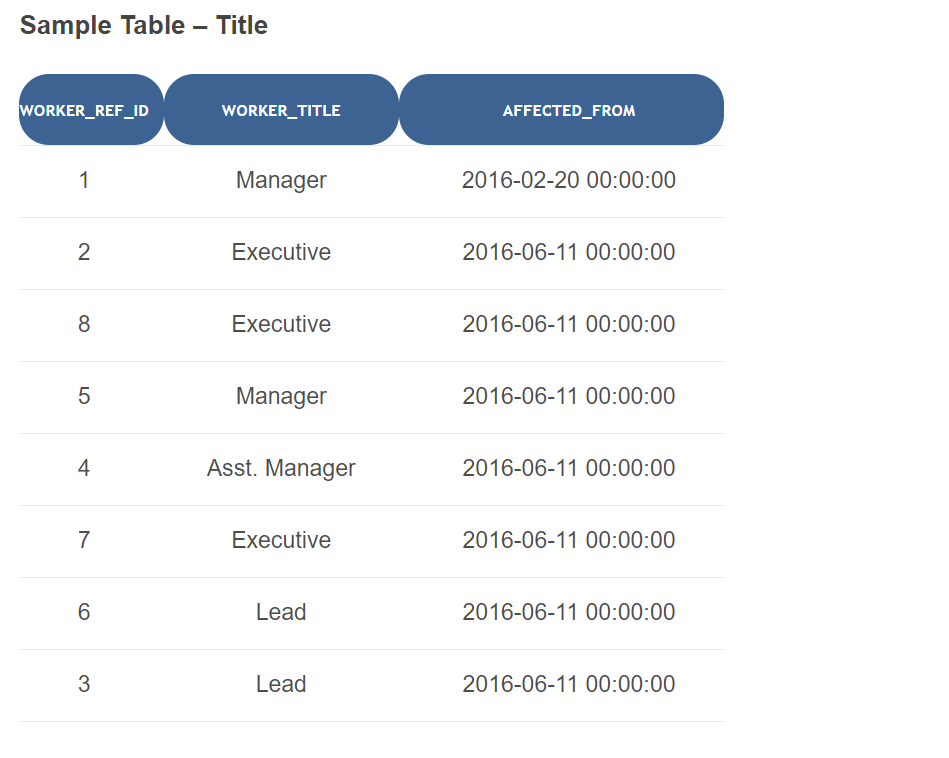 Sample Table – Title
WORKER_REF_ID WORKER_TITLE AFFECTED_FROM
1 Manager 2016-02-20 00:00:00
2 Executive 2016-06-11 00:00:00
8 Executive 2016-06-11 00:00:00
5 Manager 2016-06-11 00:00:00
4 Asst. Manager 2016-06-11 00:00:00
7 Executive 2016-06-11 00:00:00
6 Lead 2016-06-11 00:00:00
3 Lead 2016-06-11 00:00:00